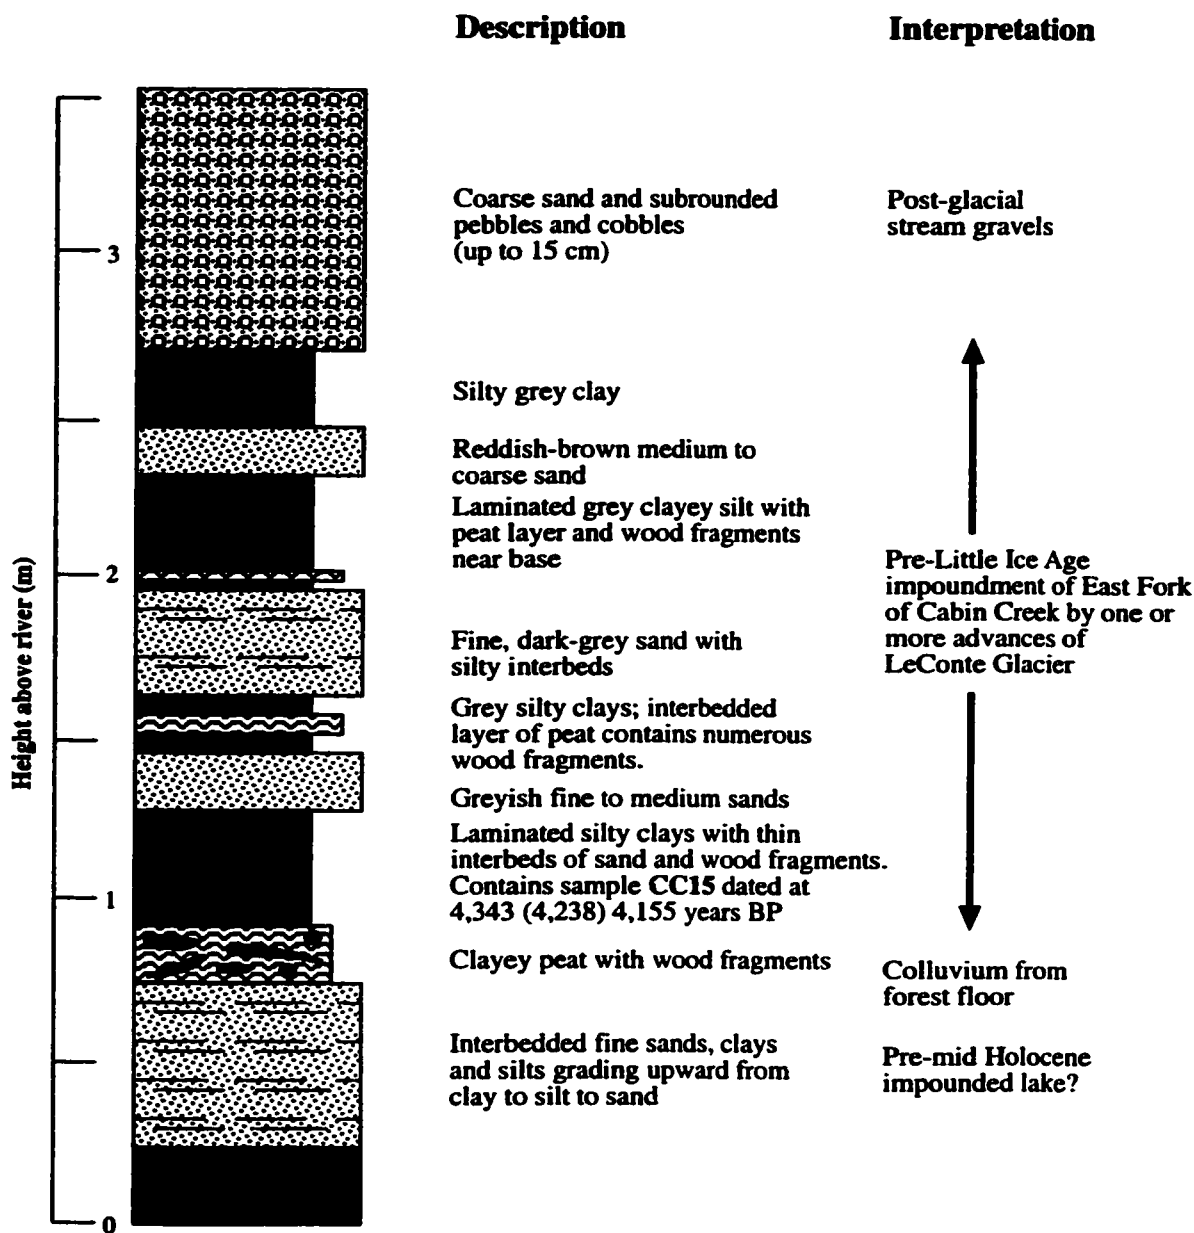 Description
Interpretation
Height above river (m)
3
2
1
0
Coarse sand and subrounded
pebbles and cobbles
(up to 15 cm)
Post-glacial
stream gravels
Silty grey clay
Reddish-brown medium to
coarse sand
Laminated grey clayey silt with
peat layer and wood fragments
near base
Pre-Little Ice Age
impoundment of East Fork
of Cabin Creek by one or
more advances of
LeConte Glacier
Fine, dark-grey sand with
silty interbeds
Grey silty clays; interbedded
layer of peat contains numerous
wood fragments.
Greyish fine to medium sands
Laminated silty clays with thin
interbeds of sand and wood fragments.
Contains sample CC15 dated at
4,343 (4,238) 4,155 years BP
Clayey peat with wood fragments
Colluvium from
forest floor
Interbedded fine sands, clays
and silts grading upward from
clay to silt to sand
Pre-mid Holocene
impounded lake?